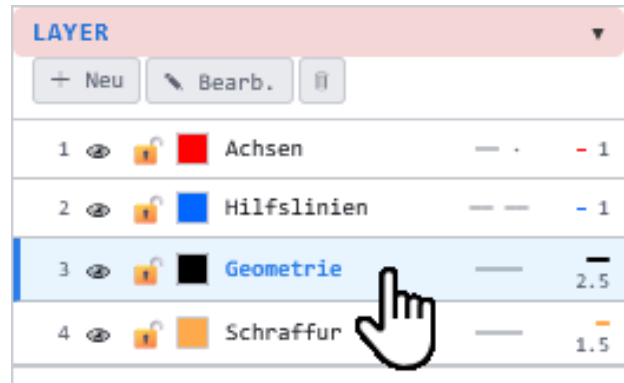 LAYER
+ Neu Bearb.
1 Achsen 1
2 Hilfslinien 1
3 Geometrie 2.5
4 Schraffur 1.5